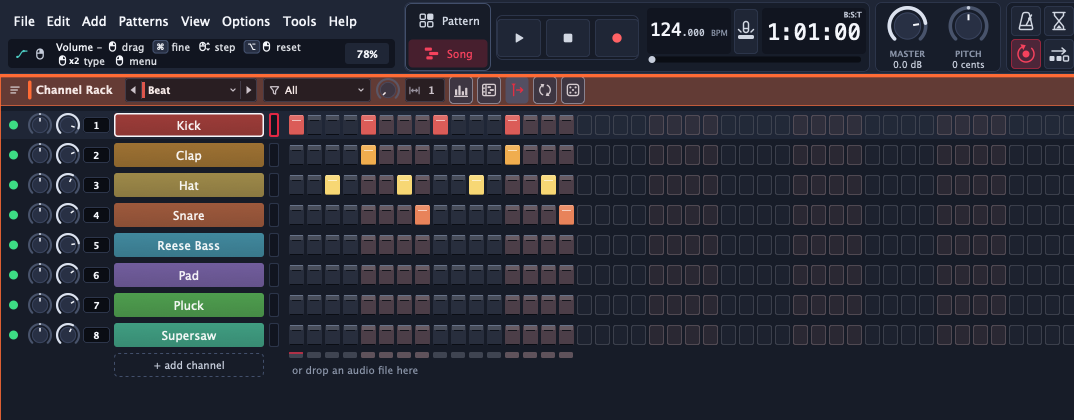 File Edit Add Patterns View Options Tools Help
Volume – drag ⌘ fine step ⌥ reset
x2 type menu
78%
Pattern
Song
124.000 BPM
B:S:T
1:01:00
MASTER
0.0 dB
PITCH
0 cents
Channel Rack
Beat
All
1
1 Kick
2 Clap
3 Hat
4 Snare
5 Reese Bass
6 Pad
7 Pluck
8 Supersaw
+ add channel
or drop an audio file here